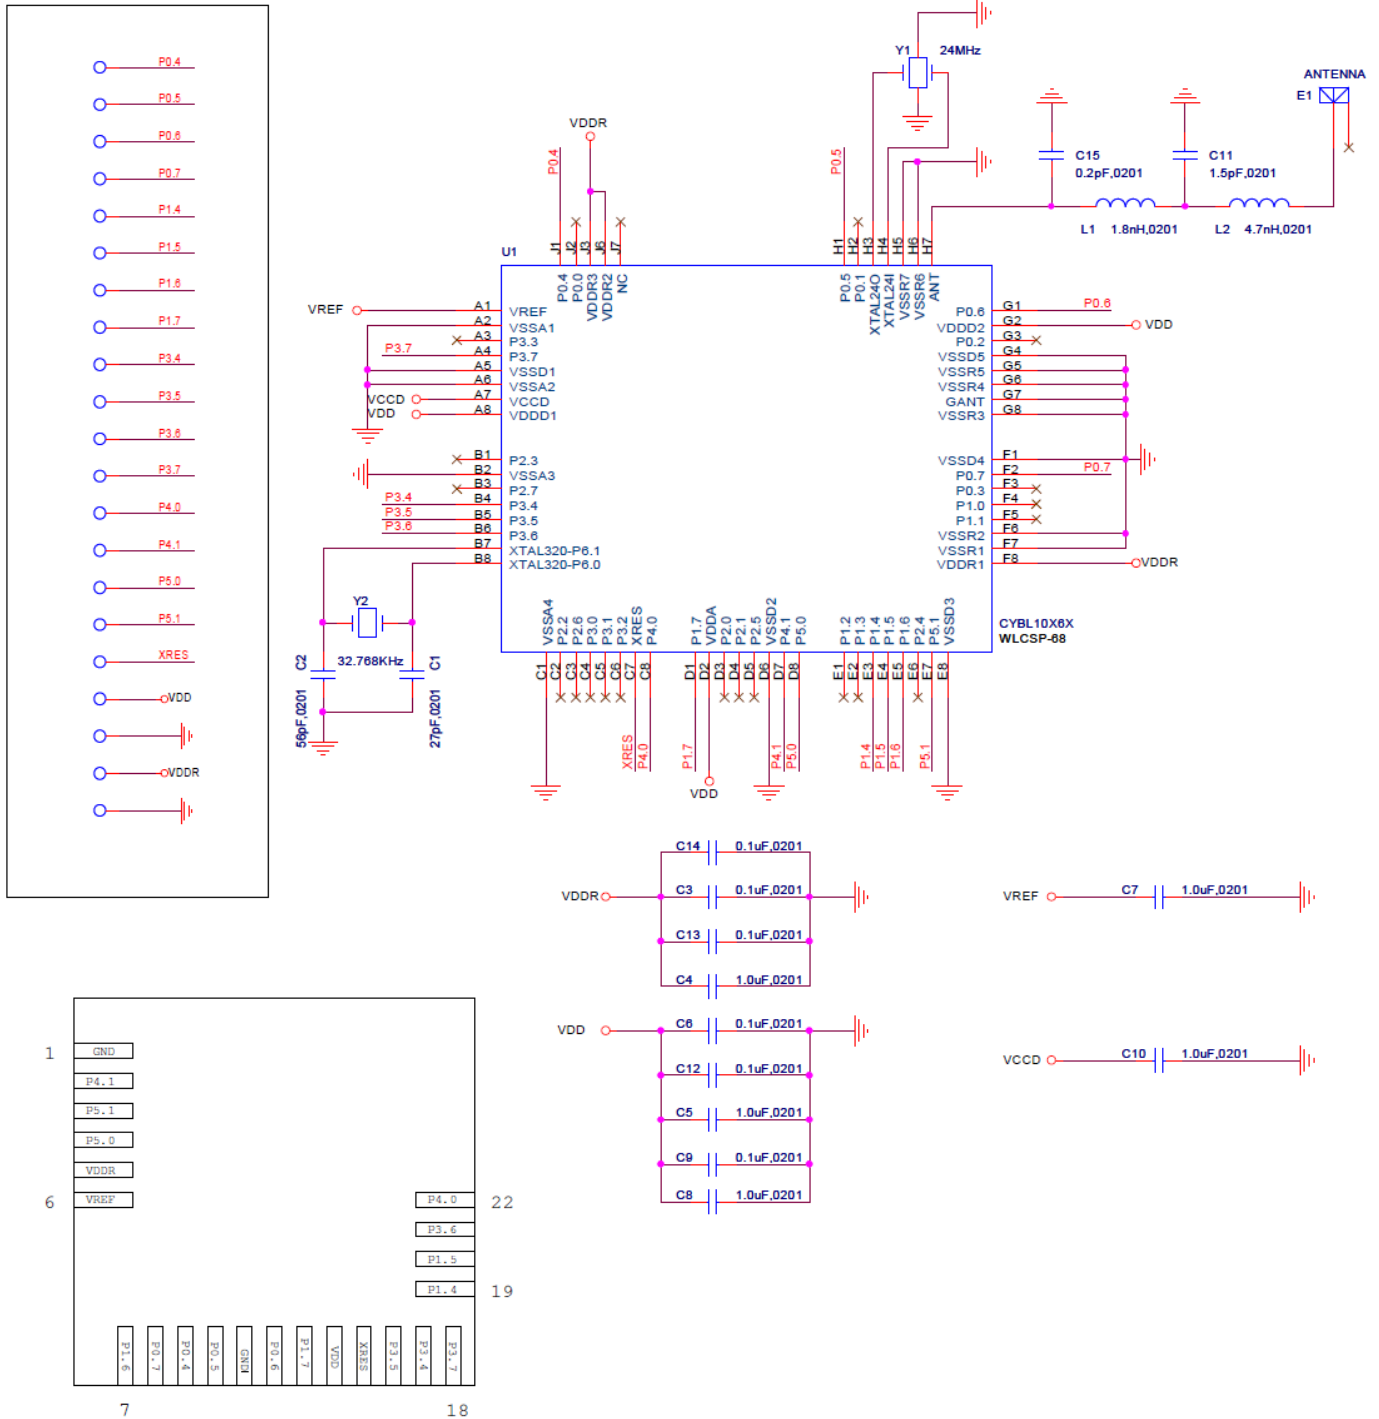 P0.4
P0.5
P0.6
P0.7
P1.4
P1.5
P1.6
P1.7
P3.4
P3.5
P3.6
P3.7
P4.0
P4.1
P5.0
P5.1
XRES
VDD
VDDR
Y1 24MHz
ANTENNA
E1
C15
0.2pF,0201
C11
1.5pF,0201
L1 1.8nH,0201
L2 4.7nH,0201
VDDR
P0.4
P0.5
J1 J2 J3 J6 J7
H1 H2 H3 H4 H5 H6 H7
U1
P0.4 P0.0 VDDR3 VDDR2 NC
P0.5 P0.1 XTAL24O XTAL24I VSSR7 VSSR6 ANT
VREF A1 VREF
A2 VSSA1
A3 P3.3
P3.7 A4 P3.7
A5 VSSD1
A6 VSSA2
VCCD A7 VCCD
VDD A8 VDDD1
B1 P2.3
B2 VSSA3
B3 P2.7
P3.4 B4 P3.4
P3.5 B5 P3.5
P3.6 B6 P3.6
B7 XTAL320-P6.1
B8 XTAL320-P6.0
P0.6 G1 P0.6
VDDD2 G2 VDD
P0.2 G3
VSSD5 G4
VSSR5 G5
VSSR4 G6
GANT G7
VSSR3 G8
VSSD4 F1
P0.7 F2 P0.7
P0.3 F3
P1.0 F4
P1.1 F5
VSSR2 F6
VSSR1 F7
VDDR1 F8 VDDR
Y2
32.768KHz
C2
56pF,0201
C1
27pF,0201
VSSA4 P2.2 P2.6 P3.0 P3.1 P3.2 XRES P4.0
P1.7 VDDA P2.0 P2.1 P2.5 VSSD2 P4.1 P5.0
P1.2 P1.3 P1.4 P1.5 P1.6 P2.4 P5.1 VSSD3
CYBL10X6X
WLCSP-68
C1 C2 C3 C4 C5 C6 C7 C8
D1 D2 D3 D4 D5 D6 D7 D8
E1 E2 E3 E4 E5 E6 E7 E8
XRES P4.0
P1.7
P4.1 P5.0
P1.4 P1.5 P1.6 P5.1
VDD
C14 0.1uF,0201
VDDR C3 0.1uF,0201
C13 0.1uF,0201
C4 1.0uF,0201
VDD C6 0.1uF,0201
C12 0.1uF,0201
C5 1.0uF,0201
C9 0.1uF,0201
C8 1.0uF,0201
VREF C7 1.0uF,0201
VCCD C10 1.0uF,0201
1 GND
P4.1
P5.1
P5.0
VDDR
6 VREF
P4.0 22
P3.6
P1.5
P1.4 19
P1.6 P0.7 P0.4 P0.5 GND P0.6 P1.7 VDD XRES P3.5 P3.4 P3.7
7 18